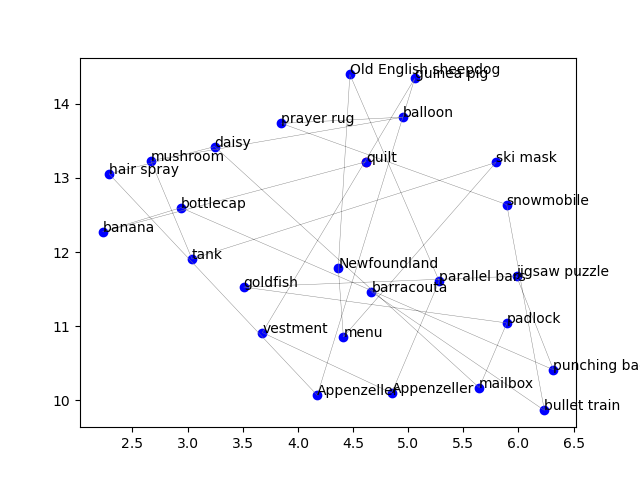 Old English sheepdog
guinea pig
14
balloon
prayer rug
daisy
mushroom
quilt
ski mask
13
hair spray
bottlecap
snowmobile
banana
12
tank
Newfoundland
goldfish
parallel bars
jigsaw puzzle
barracouta
padlock
11
vestment
menu
punching ba
Appenzeller
Appenzeller
mailbox
10
bullet train
2.5 3.0 3.5 4.0 4.5 5.0 5.5 6.0 6.5